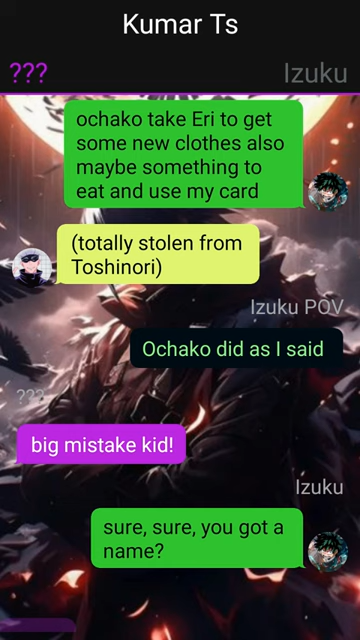 Kumar Ts
??? Izuku
ochako take Eri to get
some new clothes also
maybe something to
eat and use my card
(totally stolen from
Toshinori)
Izuku POV
Ochako did as I said
???
big mistake kid!
Izuku
sure, sure, you got a
name?